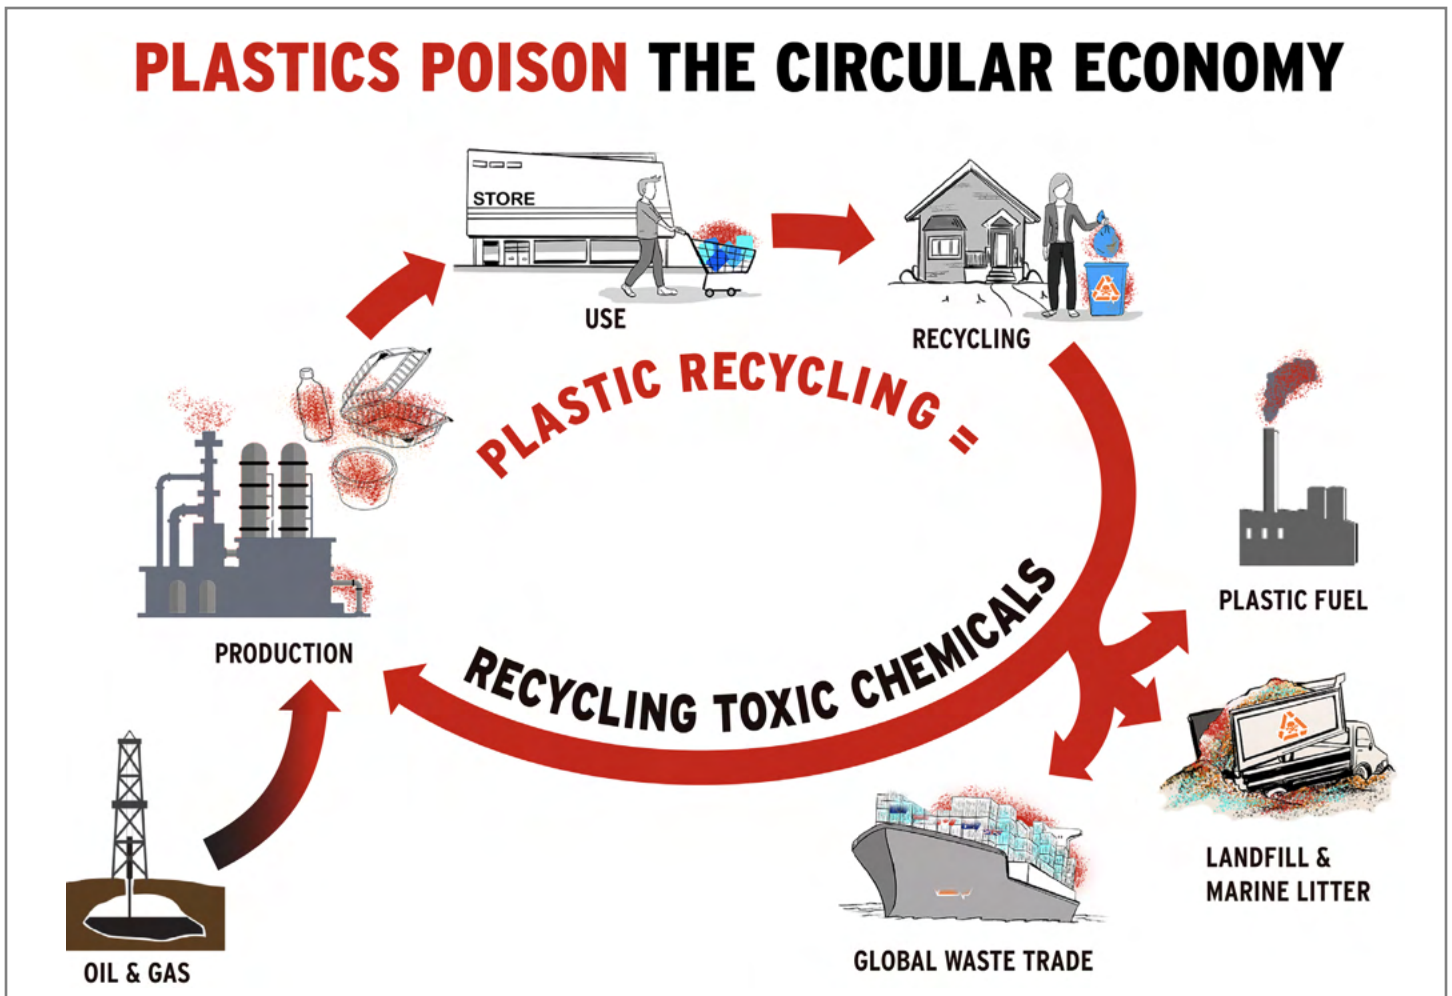 PLASTICS POISON THE CIRCULAR ECONOMY
STORE
USE
RECYCLING
PLASTIC RECYCLING =
RECYCLING TOXIC CHEMICALS
PRODUCTION
PLASTIC FUEL
OIL & GAS
GLOBAL WASTE TRADE
LANDFILL &
MARINE LITTER